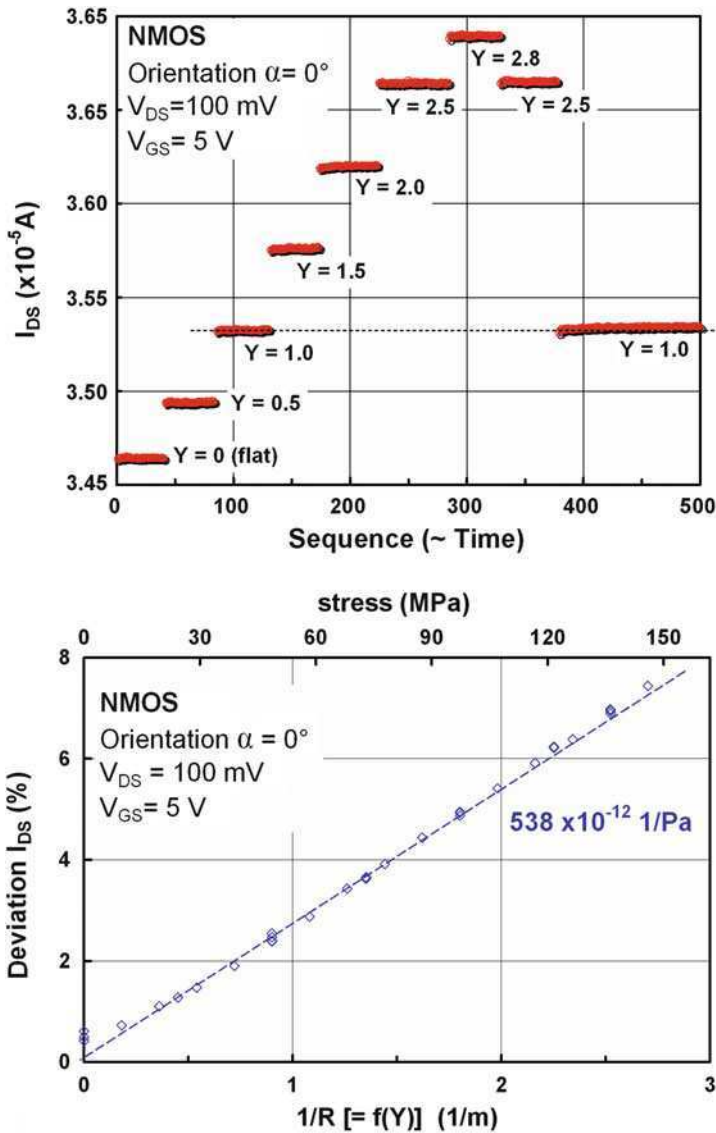 3.65
NMOS
Orientation α= 0°
V_DS=100 mV
V_GS= 5 V
Y = 2.8
Y = 2.5
Y = 2.5
3.65
Y = 2.0
3.60
Y = 1.5
3.55
Y = 1.0
Y = 1.0
3.50
Y = 0.5
Y = 0 (flat)
3.45
I_DS (x10⁻⁵A)
0 100 200 300 400 500
Sequence (~ Time)
stress (MPa)
0 30 60 90 120 150
8
NMOS
Orientation α = 0°
V_DS = 100 mV
V_GS= 5 V
6
538 x10⁻¹² 1/Pa
4
2
0
Deviation I_DS (%)
0 1 2 3
1/R [= f(Y)] (1/m)